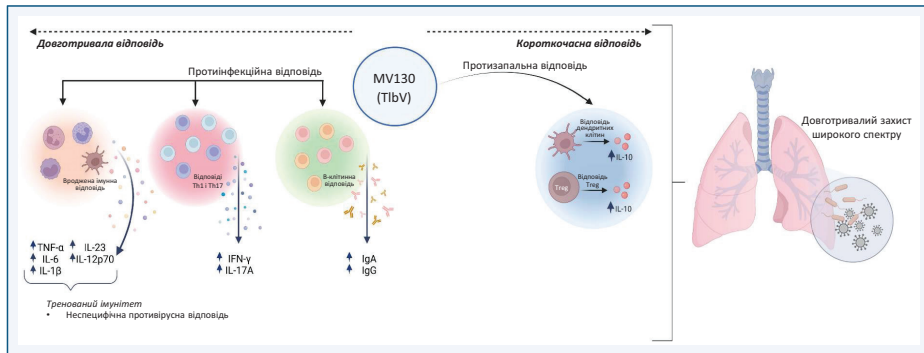 Довготривала відповідь
Короткочасна відповідь
Протиінфекційна відповідь
MV130
(TlbV)
Протизапальна відповідь
Вроджена імунна
відповідь
Відповіді
Th1 і Th17
В-клітинна
відповідь
Відповідь
дендритних
клітин
IL-10
Treg
Відповідь
Treg
IL-10
Довготривалий захист
широкого спектру
TNF-α IL-23
IL-6 IL-12p70
IL-1β
IFN-γ
IL-17A
IgA
IgG
Тренований імунітет
• Неспецифічна противірусна відповідь